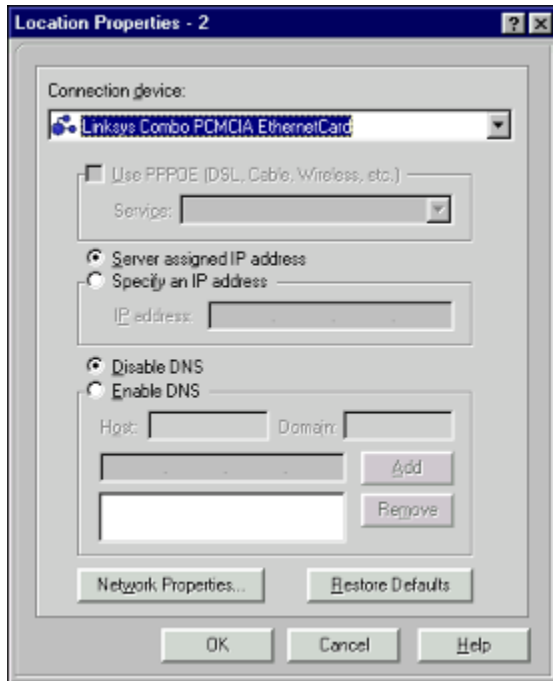 Location Properties - 2
Connection device:
Linksys Combo PCMCIA EthernetCard
Use PPPOE (DSL, Cable, Wireless, etc.)
Service:
Server assigned IP address
Specify an IP address
IP address:
Disable DNS
Enable DNS
Host: Domain:
Add
Remove
Network Properties... Restore Defaults
OK Cancel Help